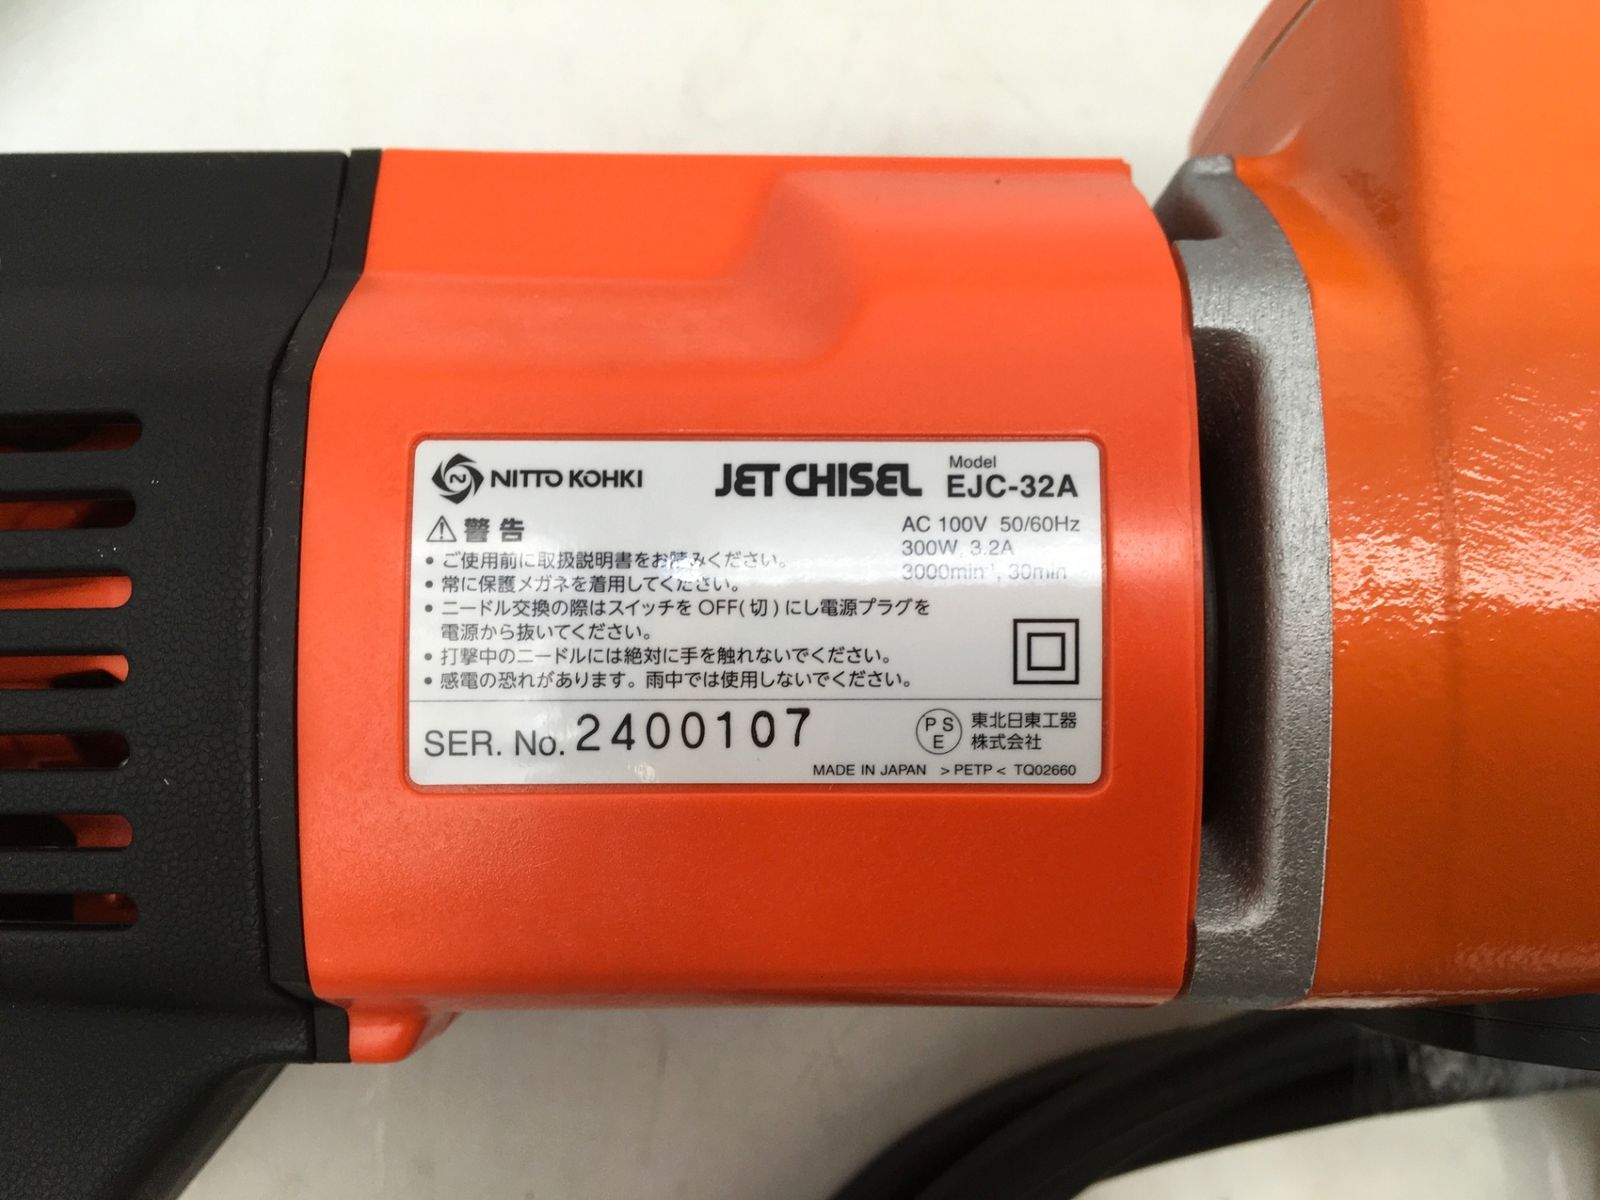 NITTO KOHKI
JET CHISEL
Model
EJC-32A
警告
AC 100V 50/60Hz
300W, 3.2A
3000min⁻¹, 30min
• ご使用前に取扱説明書をお読みください。
• 常に保護メガネを着用してください。
• ニードル交換の際はスイッチを OFF(切)にし電源プラグを
電源から抜いてください。
• 打撃中のニードルには絶対に手を触れないでください。
• 感電の恐れがあります。雨中では使用しないでください。
SER. No. 2400107
PSE
東北日東工器
株式会社
MADE IN JAPAN >PETP< TQ02660